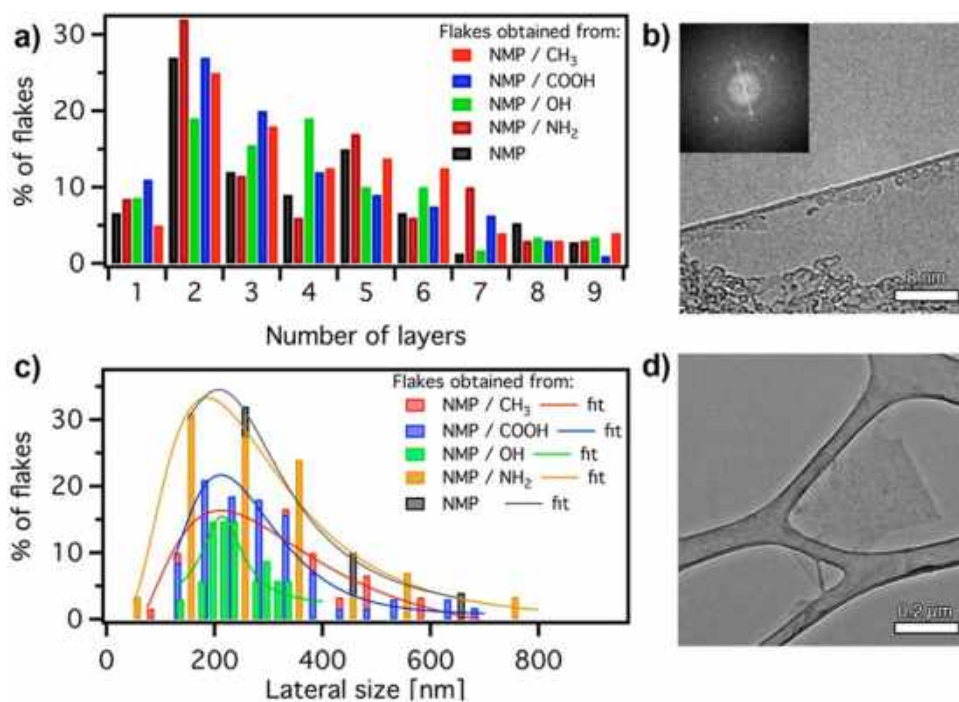 a)
30
20
10
0
% of flakes
Flakes obtained from:
NMP / CH₃
NMP / COOH
NMP / OH
NMP / NH₂
NMP
1 2 3 4 5 6 7 8 9
Number of layers
b)
8 nm
c)
30
20
10
0
% of flakes
Flakes obtained from:
NMP / CH₃ fit
NMP / COOH fit
NMP / OH fit
NMP / NH₂ fit
NMP fit
0 200 400 600 800
Lateral size [nm]
d)
0.2 µm